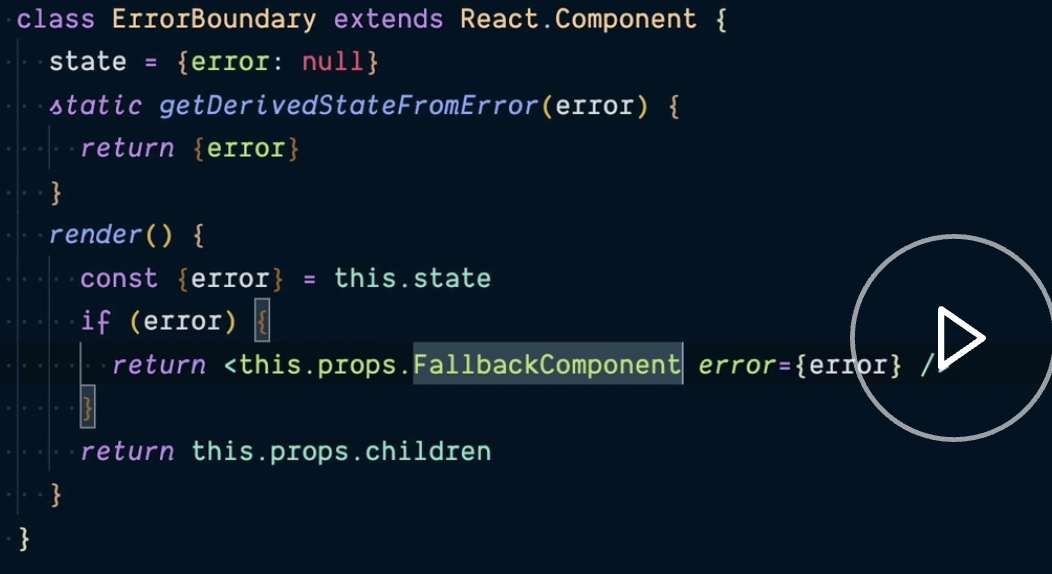 class ErrorBoundary extends React.Component {
  state = {error: null}
  static getDerivedStateFromError(error) {
    return {error}
  }
  render() {
    const {error} = this.state
    if (error) {
      return <this.props.FallbackComponent error={error} />
    }
    return this.props.children
  }
}